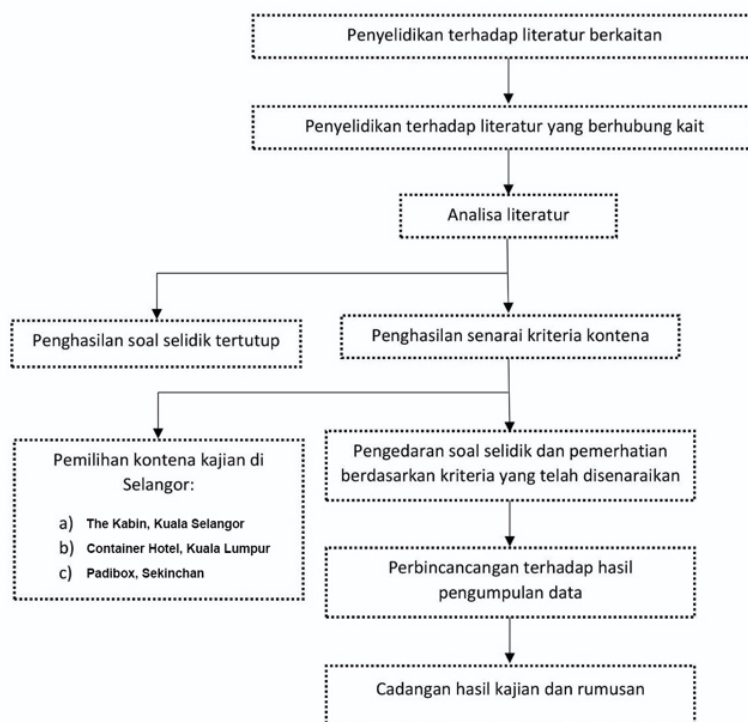 Penyelidikan terhadap literatur berkaitan
Penyelidikan terhadap literatur yang berhubung kait
Analisa literatur
Penghasilan soal selidik tertutup
Penghasilan senarai kriteria kontena
Pemilihan kontena kajian di
Selangor:
a) The Kabin, Kuala Selangor
b) Container Hotel, Kuala Lumpur
c) Padibox, Sekinchan
Pengedaran soal selidik dan pemerhatian
berdasarkan kriteria yang telah disenaraikan
Perbincancangan terhadap hasil
pengumpulan data
Cadangan hasil kajian dan rumusan